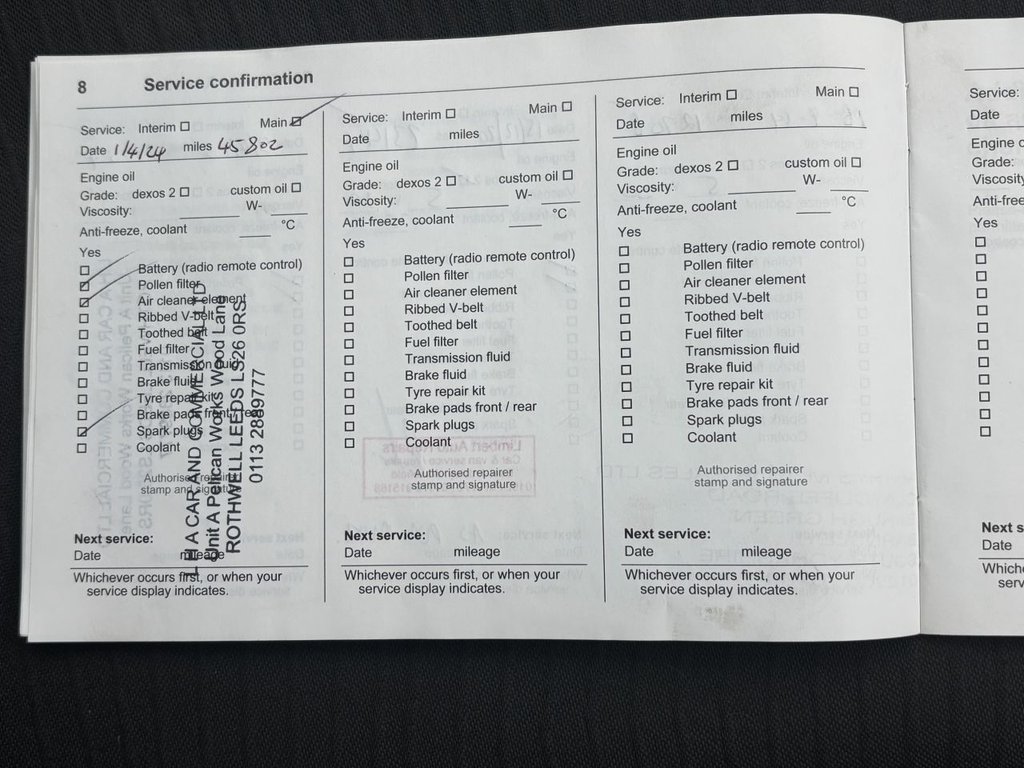 8 Service confirmation
Service: Interim Main
Date 1/4/24 miles 45802
Engine oil
Grade: dexos 2 custom oil
Viscosity: W-
Anti-freeze, coolant °C
Yes
Battery (radio remote control)
Pollen filter
Air cleaner element
Ribbed V-belt
Toothed belt
Fuel filter
Transmission fluid
Brake fluid
Tyre repair kit
Brake pads front / rear
Spark plugs
Coolant
Authorised repairer
stamp and signature
A CAR AND COMMERCIAL LTD
Unit A Pelican Works Wood Lane
ROTHWELL LEEDS LS26 0RS
0113 2889777
Next service:
Date mileage
Whichever occurs first, or when your
service display indicates.
Service: Interim Main
Date miles
Engine oil
Grade: dexos 2 custom oil
Viscosity: W-
Anti-freeze, coolant °C
Yes
Battery (radio remote control)
Pollen filter
Air cleaner element
Ribbed V-belt
Toothed belt
Fuel filter
Transmission fluid
Brake fluid
Tyre repair kit
Brake pads front / rear
Spark plugs
Coolant
Authorised repairer
stamp and signature
Next service:
Date mileage
Whichever occurs first, or when your
service display indicates.
Service: Interim Main
Date miles
Engine oil
Grade: dexos 2 custom oil
Viscosity: W-
Anti-freeze, coolant °C
Yes
Battery (radio remote control)
Pollen filter
Air cleaner element
Ribbed V-belt
Toothed belt
Fuel filter
Transmission fluid
Brake fluid
Tyre repair kit
Brake pads front / rear
Spark plugs
Coolant
Authorised repairer
stamp and signature
Next service:
Date mileage
Whichever occurs first, or when your
service display indicates.
Service:
Date
Engine
Grade:
Yes
Next
Date